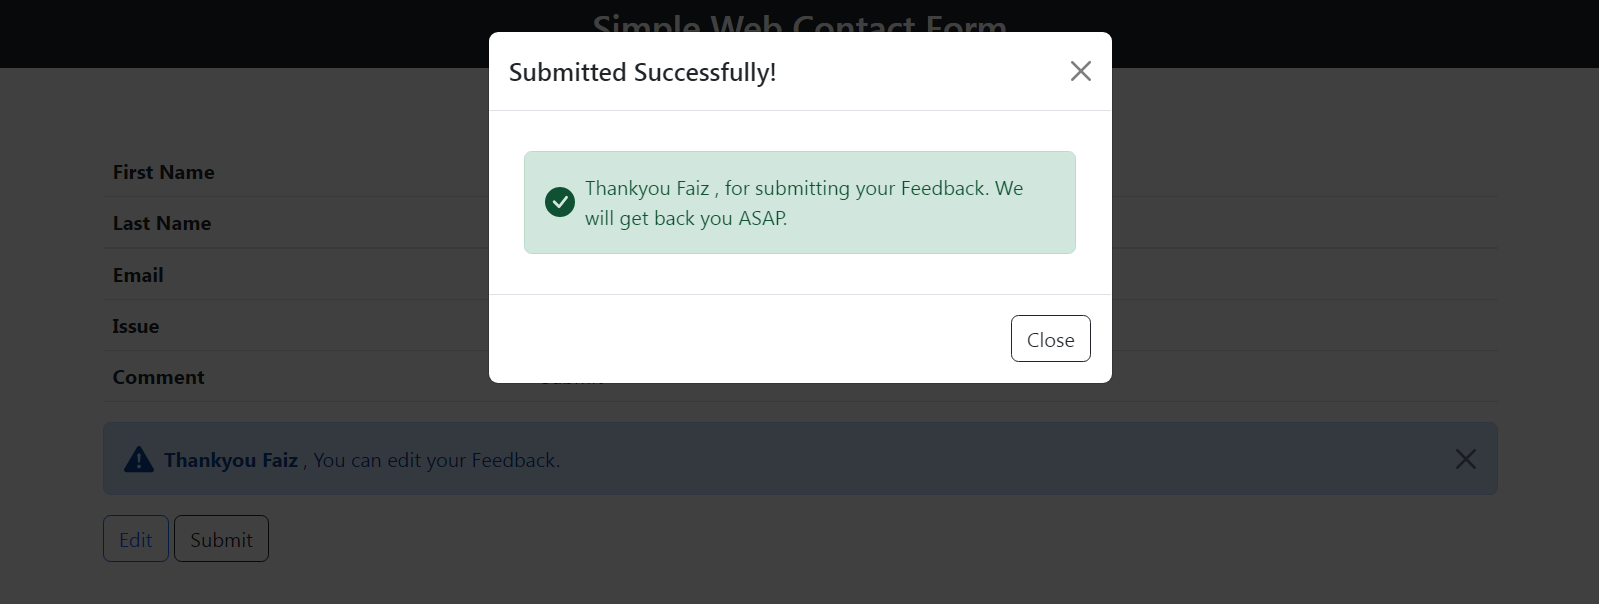 Simple Web Contact Form
Submitted Successfully!
First Name
Thankyou Faiz , for submitting your Feedback. We
will get back you ASAP.
Last Name
Email
Issue
Close
Comment
Thankyou Faiz , You can edit your Feedback.
Edit Submit